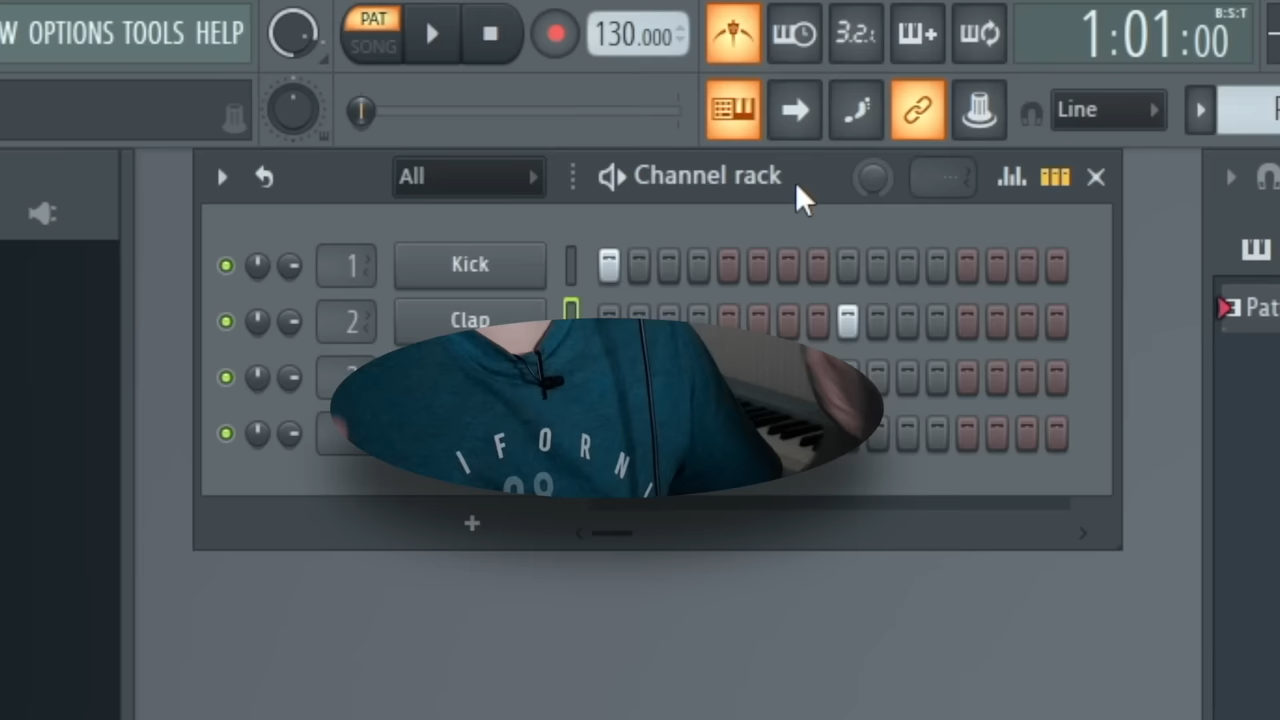 W OPTIONS TOOLS HELP
PAT
SONG
130.000
3.2.
1:01:00
B:S:T
Line
All
Channel rack
1
Kick
2
Clap
Pat
I F O R N